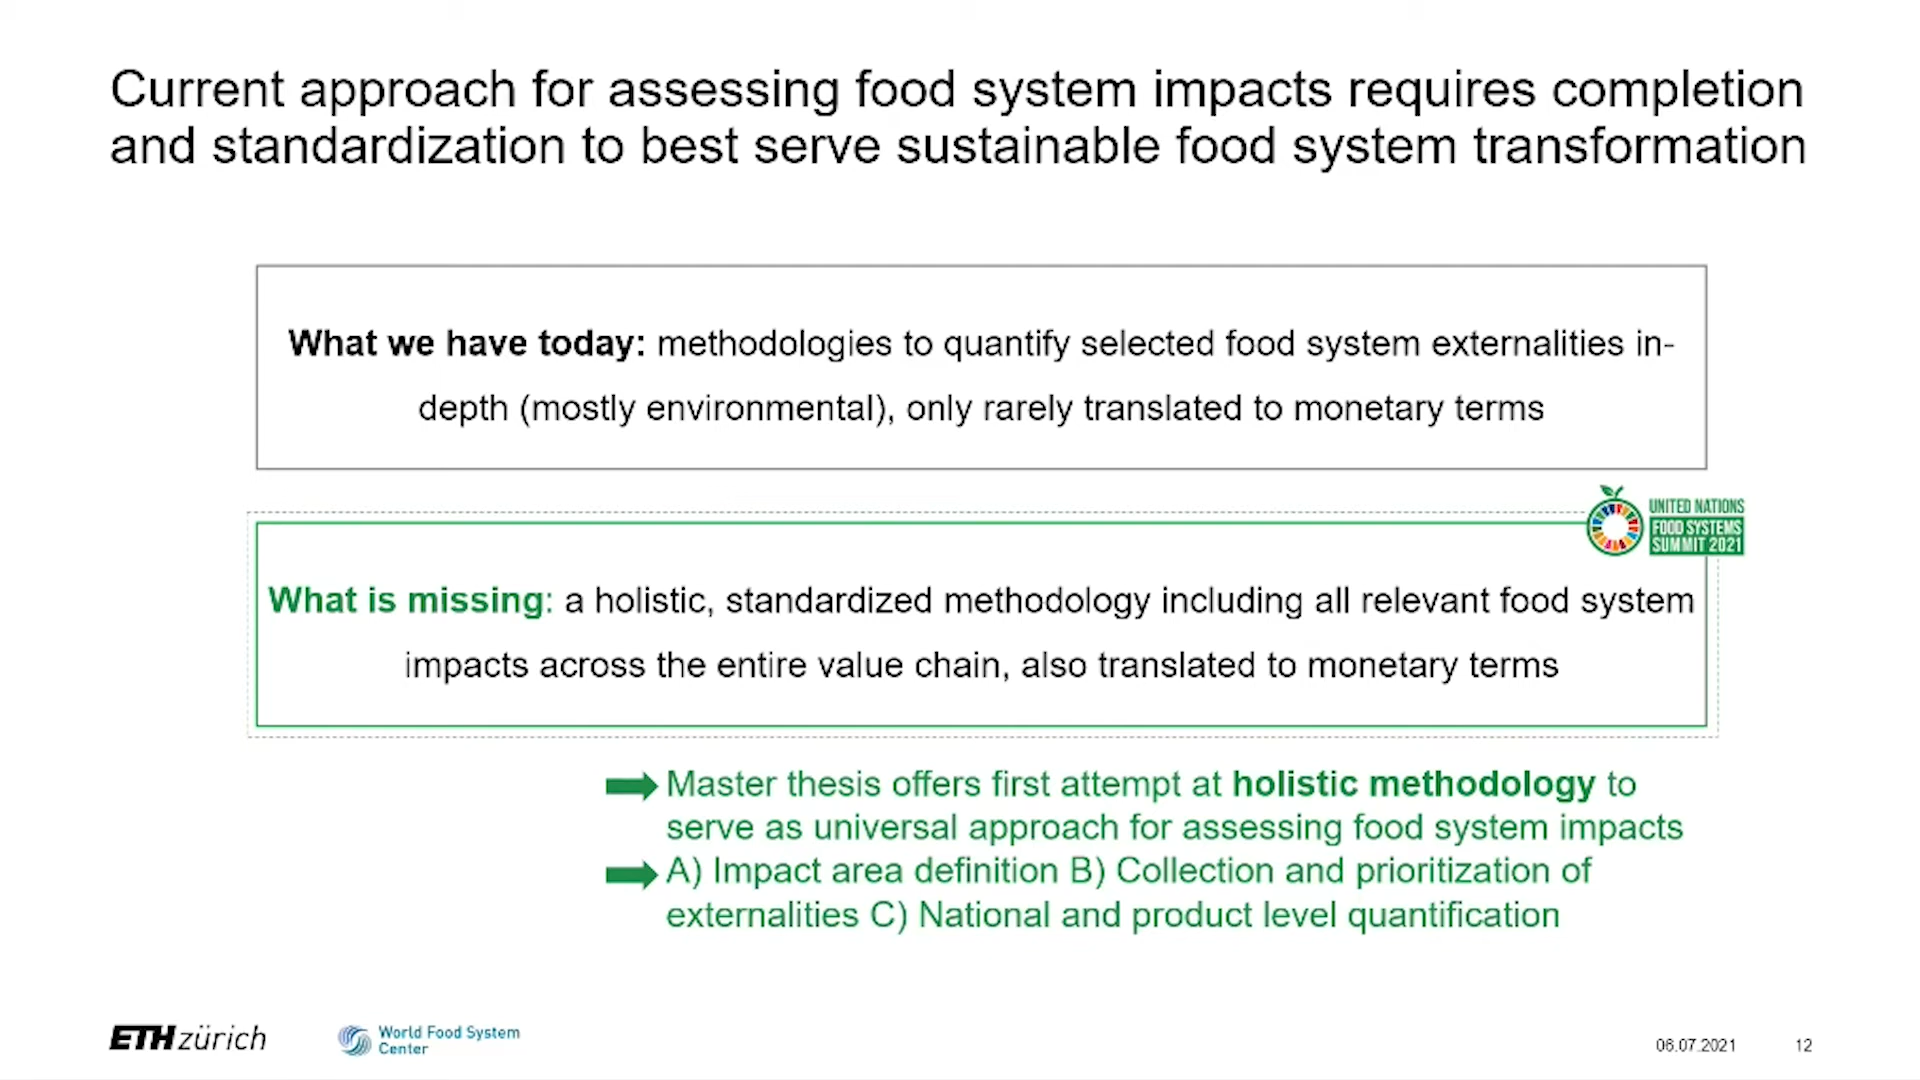 Current approach for assessing food system impacts requires completion
and standardization to best serve sustainable food system transformation
What we have today: methodologies to quantify selected food system externalities in-
depth (mostly environmental), only rarely translated to monetary terms
UNITED NATIONS
FOOD SYSTEMS
SUMMIT 2021
What is missing: a holistic, standardized methodology including all relevant food system
impacts across the entire value chain, also translated to monetary terms
Master thesis offers first attempt at holistic methodology to
serve as universal approach for assessing food system impacts
A) Impact area definition B) Collection and prioritization of
externalities C) National and product level quantification
ETH zürich
World Food System
Center
06.07.2021
12